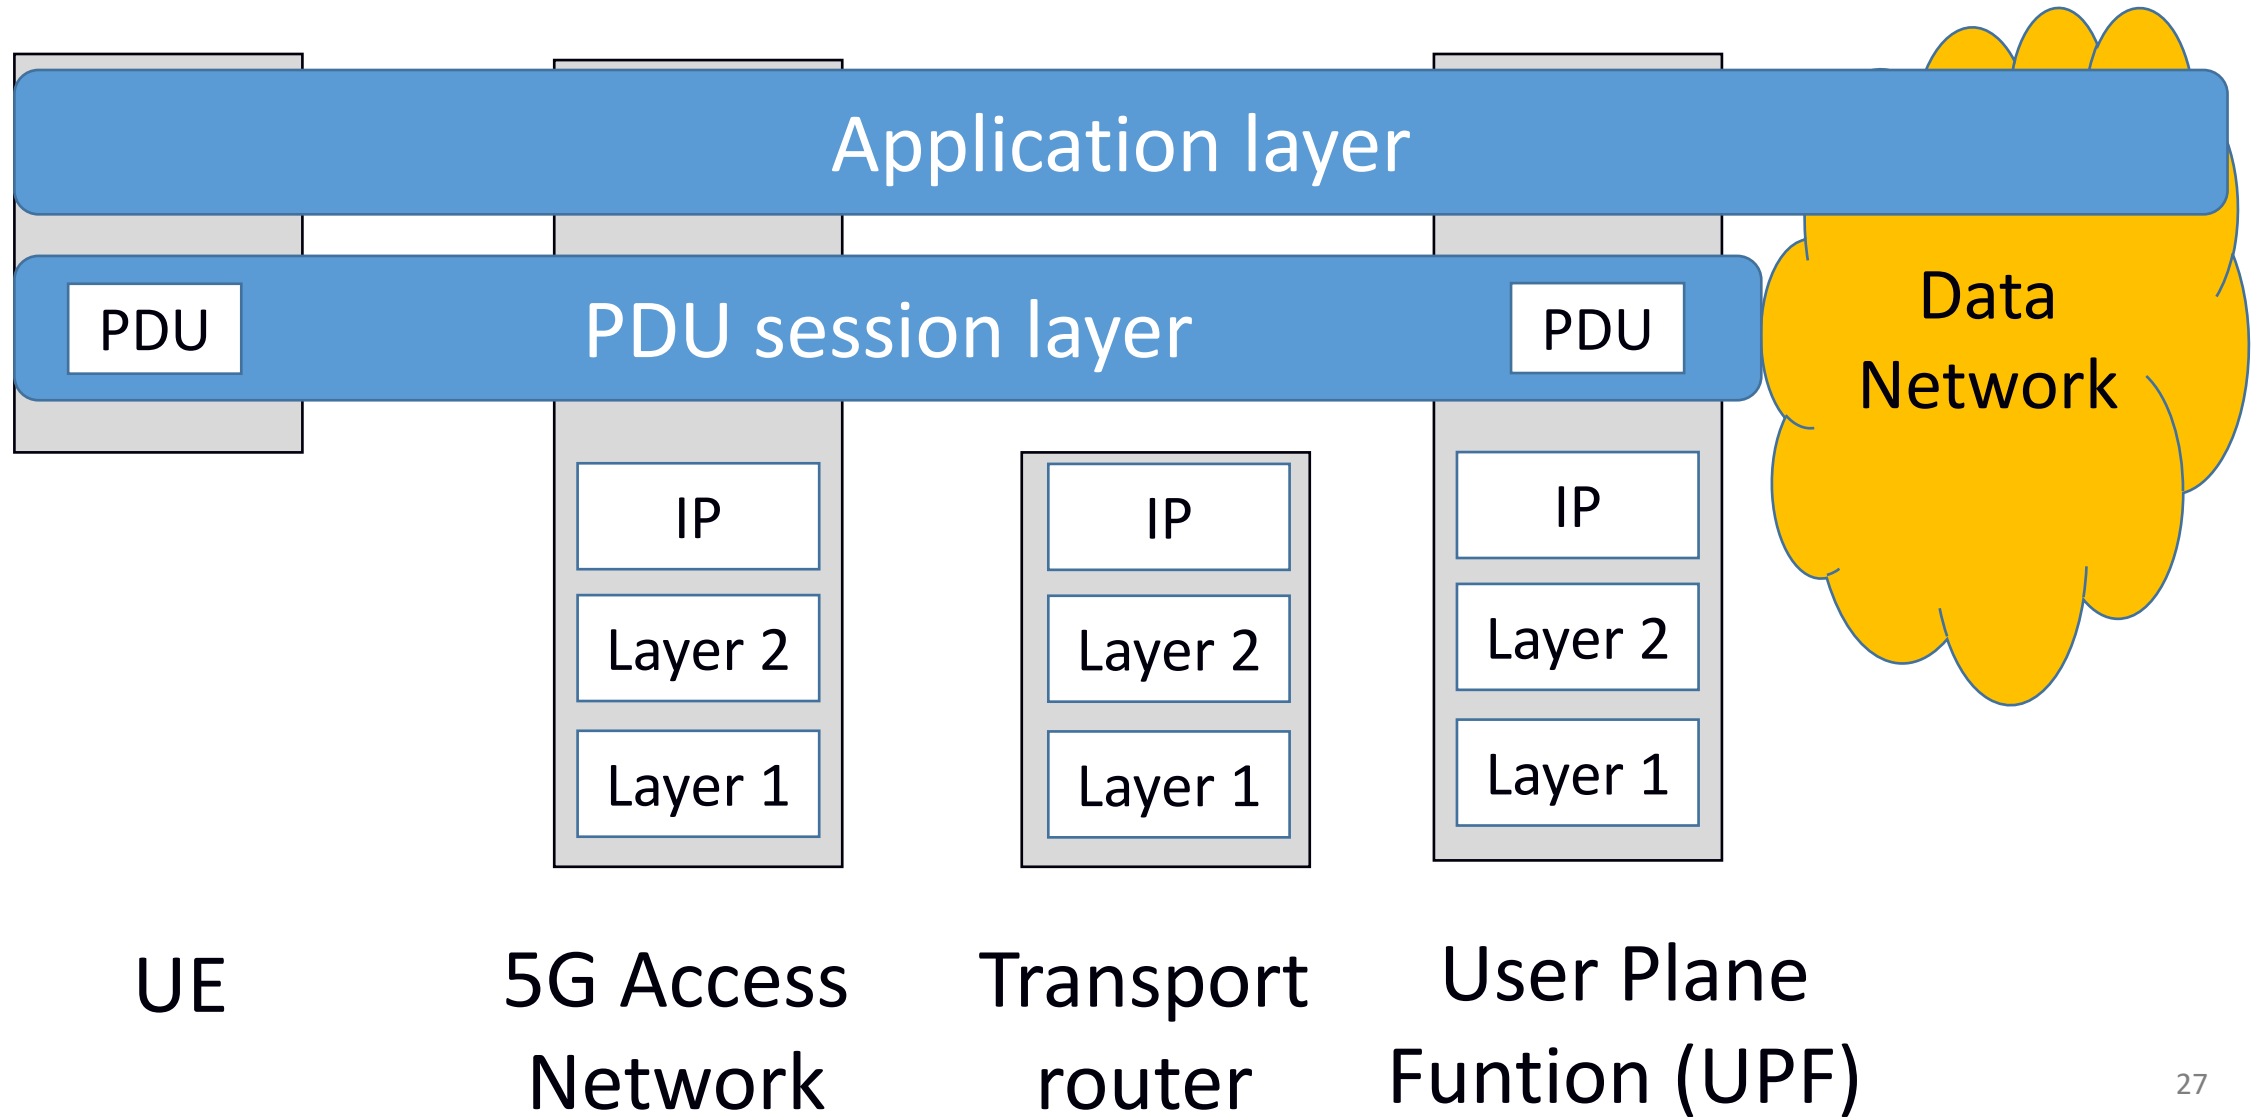 Application layer
PDU
PDU session layer
PDU
Data
Network
IP
IP
IP
Layer 2
Layer 2
Layer 2
Layer 1
Layer 1
Layer 1
UE
5G Access
Network
Transport
router
User Plane
Funtion (UPF)
27